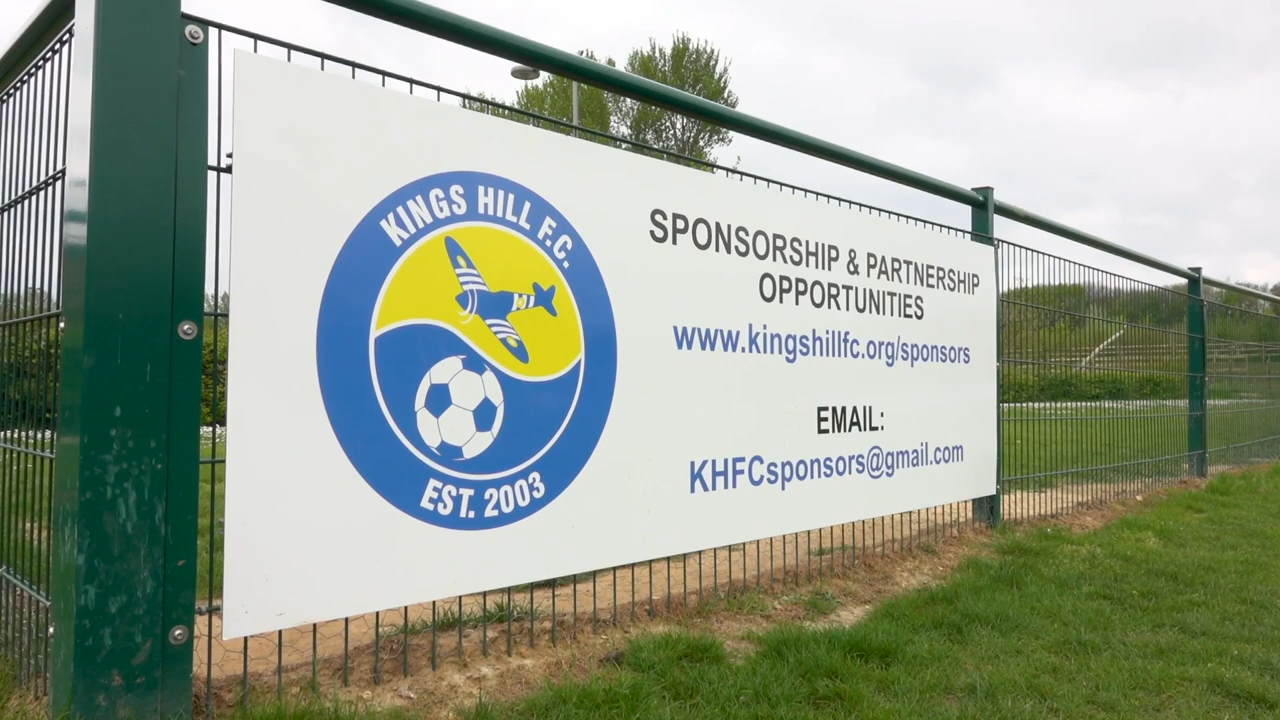 KINGS HILL F.C.
EST. 2003
SPONSORSHIP & PARTNERSHIP
OPPORTUNITIES
www.kingshillfc.org/sponsors
EMAIL:
KHFCsponsors@gmail.com